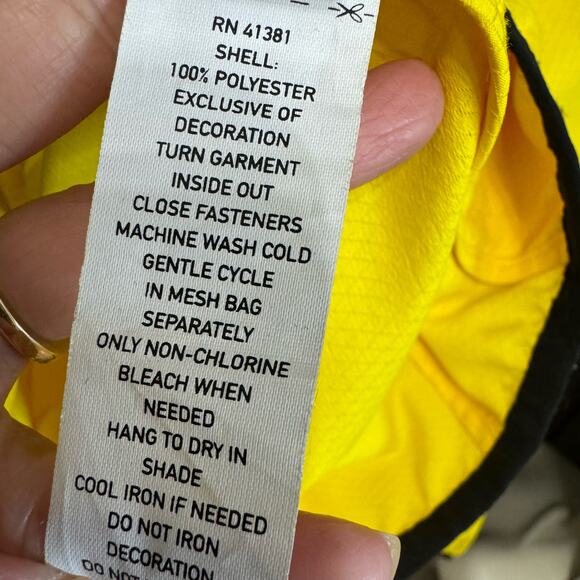 RN 41381
SHELL:
100% POLYESTER
EXCLUSIVE OF
DECORATION
TURN GARMENT
INSIDE OUT
CLOSE FASTENERS
MACHINE WASH COLD
GENTLE CYCLE
IN MESH BAG
SEPARATELY
ONLY NON-CHLORINE
BLEACH WHEN
NEEDED
HANG TO DRY IN
SHADE
COOL IRON IF NEEDED
DO NOT IRON
DECORATION
DO NOT